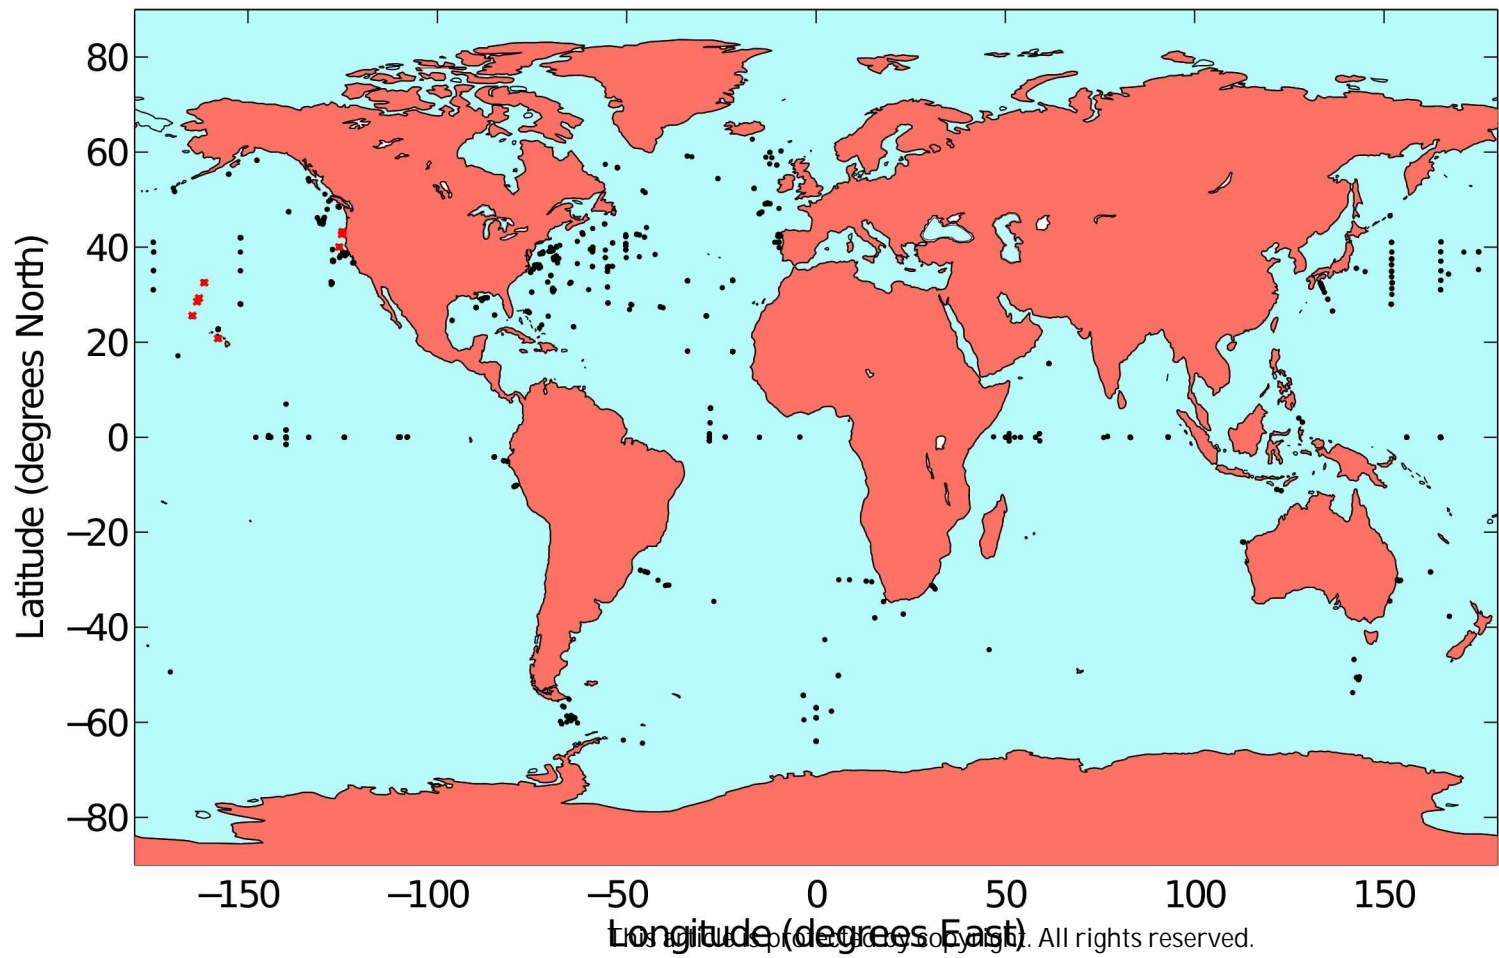 Latitude (degrees North)
80
60
40
20
0
−20
−40
−60
−80
−150 −100 −50 0 50 100 150
Longitude (degrees East)
This article is protected by copyright. All rights reserved.